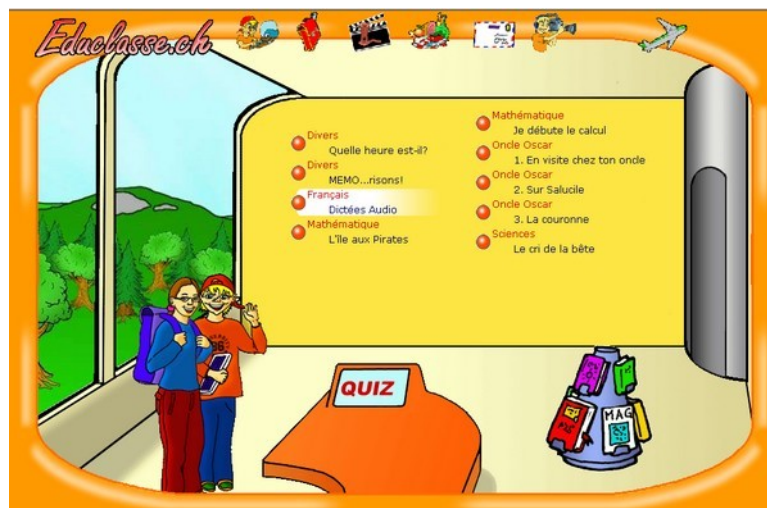 Educlasse.ch
Divers
Quelle heure est-il?
Divers
MEMO...risons!
Français
Dictées Audio
Mathématique
L'île aux Pirates
Mathématique
Je débute le calcul
Oncle Oscar
1. En visite chez ton oncle
Oncle Oscar
2. Sur Salucile
Oncle Oscar
3. La couronne
Sciences
Le cri de la bête
QUIZ
MAG